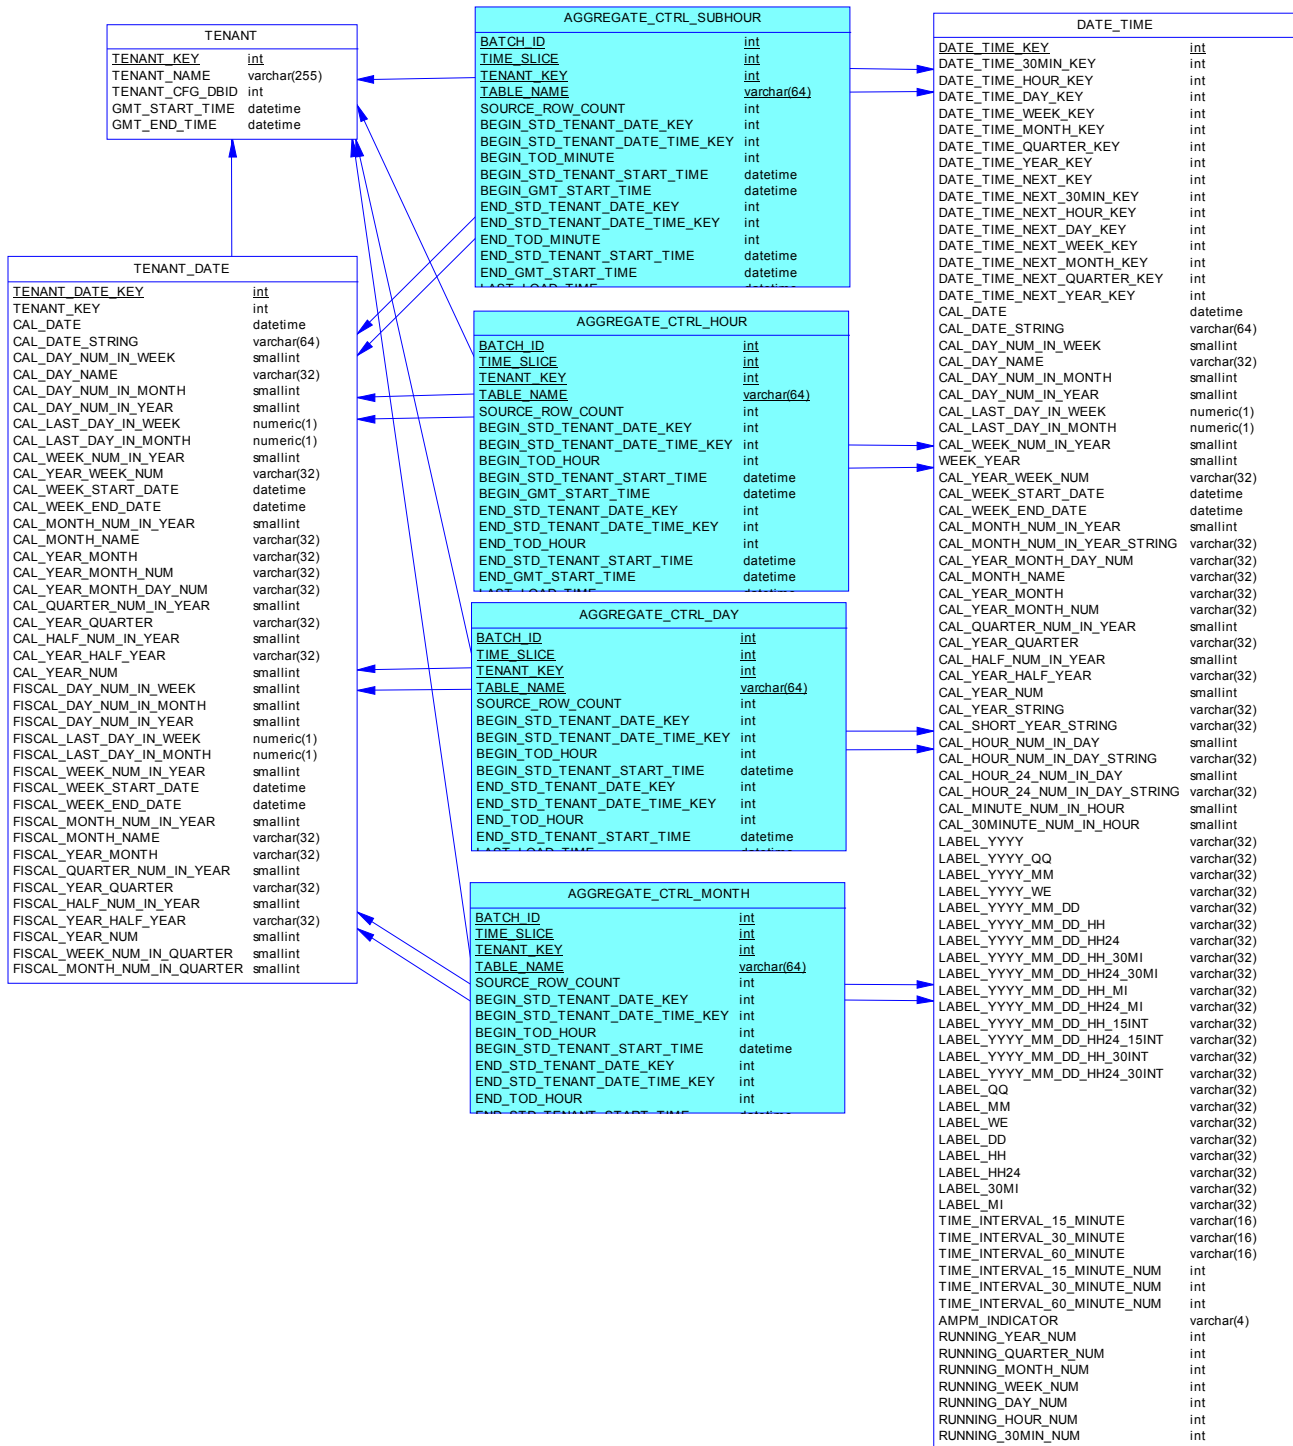 TENANT
TENANT_KEY int
TENANT_NAME varchar(255)
TENANT_CFG_DBID int
GMT_START_TIME datetime
GMT_END_TIME datetime
TENANT_DATE
TENANT_DATE_KEY int
TENANT_KEY int
CAL_DATE datetime
CAL_DATE_STRING varchar(64)
CAL_DAY_NUM_IN_WEEK smallint
CAL_DAY_NAME varchar(32)
CAL_DAY_NUM_IN_MONTH smallint
CAL_DAY_NUM_IN_YEAR smallint
CAL_LAST_DAY_IN_WEEK numeric(1)
CAL_LAST_DAY_IN_MONTH numeric(1)
CAL_WEEK_NUM_IN_YEAR smallint
CAL_YEAR_WEEK_NUM varchar(32)
CAL_WEEK_START_DATE datetime
CAL_WEEK_END_DATE datetime
CAL_MONTH_NUM_IN_YEAR smallint
CAL_MONTH_NAME varchar(32)
CAL_YEAR_MONTH varchar(32)
CAL_YEAR_MONTH_NUM varchar(32)
CAL_YEAR_MONTH_DAY_NUM varchar(32)
CAL_QUARTER_NUM_IN_YEAR smallint
CAL_YEAR_QUARTER varchar(32)
CAL_HALF_NUM_IN_YEAR smallint
CAL_YEAR_HALF_YEAR varchar(32)
CAL_YEAR_NUM smallint
FISCAL_DAY_NUM_IN_WEEK smallint
FISCAL_DAY_NUM_IN_MONTH smallint
FISCAL_DAY_NUM_IN_YEAR smallint
FISCAL_LAST_DAY_IN_WEEK numeric(1)
FISCAL_LAST_DAY_IN_MONTH numeric(1)
FISCAL_WEEK_NUM_IN_YEAR smallint
FISCAL_WEEK_START_DATE datetime
FISCAL_WEEK_END_DATE datetime
FISCAL_MONTH_NUM_IN_YEAR smallint
FISCAL_MONTH_NAME varchar(32)
FISCAL_YEAR_MONTH varchar(32)
FISCAL_QUARTER_NUM_IN_YEAR smallint
FISCAL_YEAR_QUARTER varchar(32)
FISCAL_HALF_NUM_IN_YEAR smallint
FISCAL_YEAR_HALF_YEAR varchar(32)
FISCAL_YEAR_NUM smallint
FISCAL_WEEK_NUM_IN_QUARTER smallint
FISCAL_MONTH_NUM_IN_QUARTER smallint
AGGREGATE_CTRL_SUBHOUR
BATCH_ID int
TIME_SLICE int
TENANT_KEY int
TABLE_NAME varchar(64)
SOURCE_ROW_COUNT int
BEGIN_STD_TENANT_DATE_KEY int
BEGIN_STD_TENANT_DATE_TIME_KEY int
BEGIN_TOD_MINUTE int
BEGIN_STD_TENANT_START_TIME datetime
BEGIN_GMT_START_TIME datetime
END_STD_TENANT_DATE_KEY int
END_STD_TENANT_DATE_TIME_KEY int
END_TOD_MINUTE int
END_STD_TENANT_START_TIME datetime
END_GMT_START_TIME datetime
LAST_LOAD_TIME datetime
AGGREGATE_CTRL_HOUR
BATCH_ID int
TIME_SLICE int
TENANT_KEY int
TABLE_NAME varchar(64)
SOURCE_ROW_COUNT int
BEGIN_STD_TENANT_DATE_KEY int
BEGIN_STD_TENANT_DATE_TIME_KEY int
BEGIN_TOD_HOUR int
BEGIN_STD_TENANT_START_TIME datetime
BEGIN_GMT_START_TIME datetime
END_STD_TENANT_DATE_KEY int
END_STD_TENANT_DATE_TIME_KEY int
END_TOD_HOUR int
END_STD_TENANT_START_TIME datetime
END_GMT_START_TIME datetime
LAST_LOAD_TIME datetime
AGGREGATE_CTRL_DAY
BATCH_ID int
TIME_SLICE int
TENANT_KEY int
TABLE_NAME varchar(64)
SOURCE_ROW_COUNT int
BEGIN_STD_TENANT_DATE_KEY int
BEGIN_STD_TENANT_DATE_TIME_KEY int
BEGIN_TOD_HOUR int
BEGIN_STD_TENANT_START_TIME datetime
END_STD_TENANT_DATE_KEY int
END_STD_TENANT_DATE_TIME_KEY int
END_TOD_HOUR int
END_STD_TENANT_START_TIME datetime
LAST_LOAD_TIME datetime
AGGREGATE_CTRL_MONTH
BATCH_ID int
TIME_SLICE int
TENANT_KEY int
TABLE_NAME varchar(64)
SOURCE_ROW_COUNT int
BEGIN_STD_TENANT_DATE_KEY int
BEGIN_STD_TENANT_DATE_TIME_KEY int
BEGIN_TOD_HOUR int
BEGIN_STD_TENANT_START_TIME datetime
END_STD_TENANT_DATE_KEY int
END_STD_TENANT_DATE_TIME_KEY int
END_TOD_HOUR int
END_STD_TENANT_START_TIME datetime
DATE_TIME
DATE_TIME_KEY int
DATE_TIME_30MIN_KEY int
DATE_TIME_HOUR_KEY int
DATE_TIME_DAY_KEY int
DATE_TIME_WEEK_KEY int
DATE_TIME_MONTH_KEY int
DATE_TIME_QUARTER_KEY int
DATE_TIME_YEAR_KEY int
DATE_TIME_NEXT_KEY int
DATE_TIME_NEXT_30MIN_KEY int
DATE_TIME_NEXT_HOUR_KEY int
DATE_TIME_NEXT_DAY_KEY int
DATE_TIME_NEXT_WEEK_KEY int
DATE_TIME_NEXT_MONTH_KEY int
DATE_TIME_NEXT_QUARTER_KEY int
DATE_TIME_NEXT_YEAR_KEY int
CAL_DATE datetime
CAL_DATE_STRING varchar(64)
CAL_DAY_NUM_IN_WEEK smallint
CAL_DAY_NAME varchar(32)
CAL_DAY_NUM_IN_MONTH smallint
CAL_DAY_NUM_IN_YEAR smallint
CAL_LAST_DAY_IN_WEEK numeric(1)
CAL_LAST_DAY_IN_MONTH numeric(1)
CAL_WEEK_NUM_IN_YEAR smallint
WEEK_YEAR smallint
CAL_YEAR_WEEK_NUM varchar(32)
CAL_WEEK_START_DATE datetime
CAL_WEEK_END_DATE datetime
CAL_MONTH_NUM_IN_YEAR smallint
CAL_MONTH_NUM_IN_YEAR_STRING varchar(32)
CAL_YEAR_MONTH_DAY_NUM varchar(32)
CAL_MONTH_NAME varchar(32)
CAL_YEAR_MONTH varchar(32)
CAL_YEAR_MONTH_NUM varchar(32)
CAL_QUARTER_NUM_IN_YEAR smallint
CAL_YEAR_QUARTER varchar(32)
CAL_HALF_NUM_IN_YEAR smallint
CAL_YEAR_HALF_YEAR varchar(32)
CAL_YEAR_NUM smallint
CAL_YEAR_STRING varchar(32)
CAL_SHORT_YEAR_STRING varchar(32)
CAL_HOUR_NUM_IN_DAY smallint
CAL_HOUR_NUM_IN_DAY_STRING varchar(32)
CAL_HOUR_24_NUM_IN_DAY smallint
CAL_HOUR_24_NUM_IN_DAY_STRING varchar(32)
CAL_MINUTE_NUM_IN_HOUR smallint
CAL_30MINUTE_NUM_IN_HOUR smallint
LABEL_YYYY varchar(32)
LABEL_YYYY_QQ varchar(32)
LABEL_YYYY_MM varchar(32)
LABEL_YYYY_WE varchar(32)
LABEL_YYYY_MM_DD varchar(32)
LABEL_YYYY_MM_DD_HH varchar(32)
LABEL_YYYY_MM_DD_HH24 varchar(32)
LABEL_YYYY_MM_DD_HH_30MI varchar(32)
LABEL_YYYY_MM_DD_HH24_30MI varchar(32)
LABEL_YYYY_MM_DD_HH_MI varchar(32)
LABEL_YYYY_MM_DD_HH24_MI varchar(32)
LABEL_YYYY_MM_DD_HH_15INT varchar(32)
LABEL_YYYY_MM_DD_HH24_15INT varchar(32)
LABEL_YYYY_MM_DD_HH_30INT varchar(32)
LABEL_YYYY_MM_DD_HH24_30INT varchar(32)
LABEL_QQ varchar(32)
LABEL_MM varchar(32)
LABEL_WE varchar(32)
LABEL_DD varchar(32)
LABEL_HH varchar(32)
LABEL_HH24 varchar(32)
LABEL_30MI varchar(32)
LABEL_MI varchar(32)
TIME_INTERVAL_15_MINUTE varchar(16)
TIME_INTERVAL_30_MINUTE varchar(16)
TIME_INTERVAL_60_MINUTE varchar(16)
TIME_INTERVAL_15_MINUTE_NUM int
TIME_INTERVAL_30_MINUTE_NUM int
TIME_INTERVAL_60_MINUTE_NUM int
AMPM_INDICATOR varchar(4)
RUNNING_YEAR_NUM int
RUNNING_QUARTER_NUM int
RUNNING_MONTH_NUM int
RUNNING_WEEK_NUM int
RUNNING_DAY_NUM int
RUNNING_HOUR_NUM int
RUNNING_30MIN_NUM int